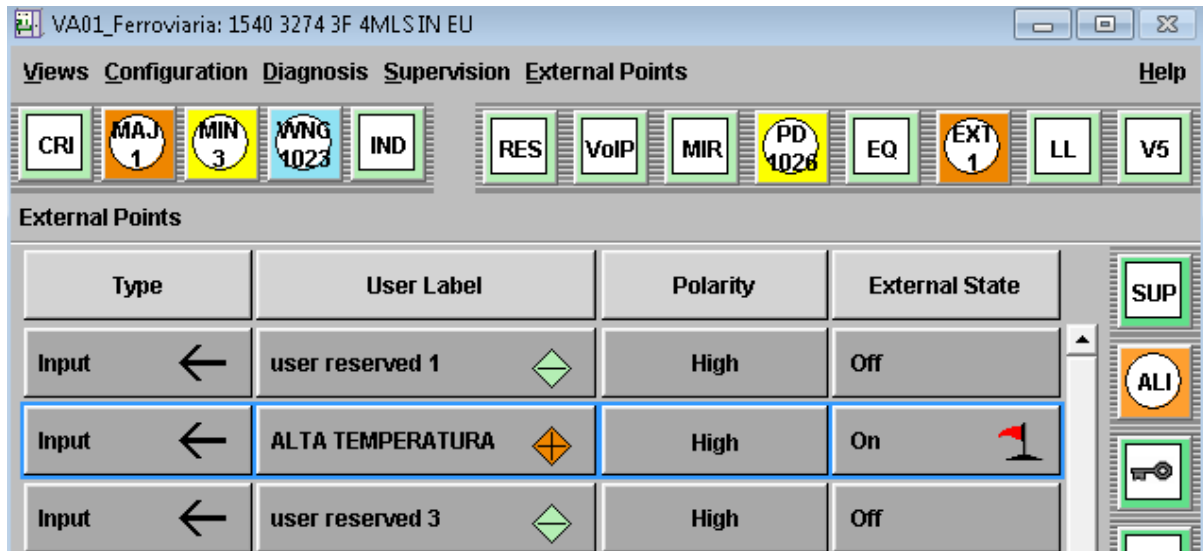 VA01_Ferroviaria: 1540 3274 3F 4MLS IN EU
Views Configuration Diagnosis Supervision External Points Help
CRI MAJ 1 MIN 3 WNG 1023 IND RES VoIP MIR PD 1026 EQ EXT 1 LL V5
External Points
Type User Label Polarity External State SUP
Input user reserved 1 High Off
ALI
Input ALTA TEMPERATURA High On
Input user reserved 3 High Off